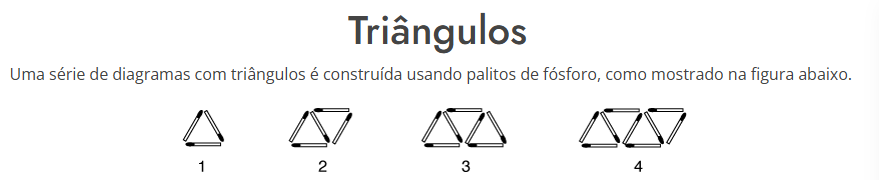 Triângulos
Uma série de diagramas com triângulos é construída usando palitos de fósforo, como mostrado na figura abaixo.
1 2 3 4